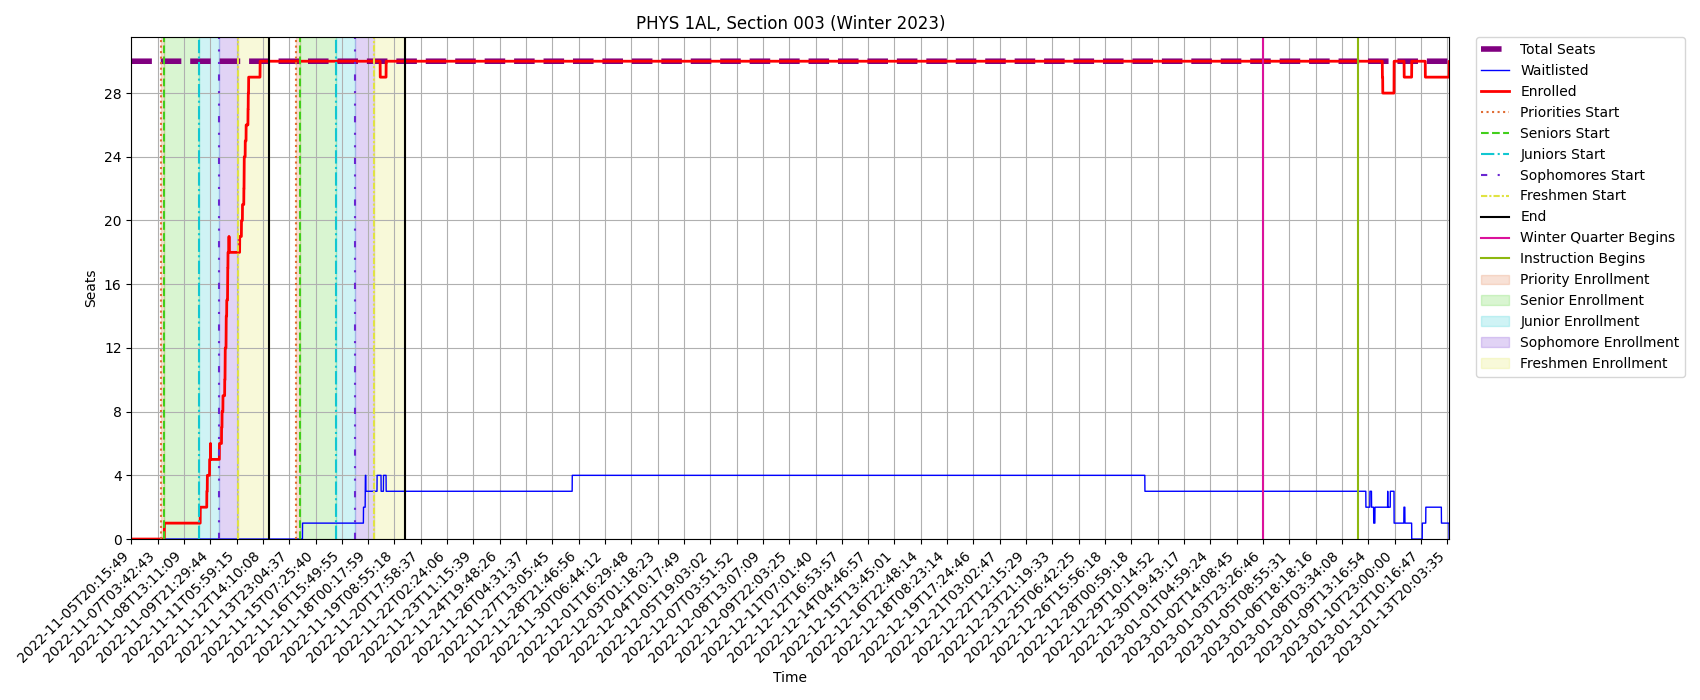 PHYS 1AL, Section 003 (Winter 2023)
Seats
28
24
20
16
12
8
4
0
2022-11-05T20:15:49
2022-11-07T03:42:43
2022-11-08T13:11:09
2022-11-09T21:29:44
2022-11-11T05:59:15
2022-11-12T14:10:08
2022-11-13T23:04:37
2022-11-15T07:25:40
2022-11-16T15:49:55
2022-11-18T00:17:59
2022-11-19T08:55:18
2022-11-20T17:58:37
2022-11-22T02:24:06
2022-11-23T11:15:39
2022-11-24T19:48:26
2022-11-26T04:31:37
2022-11-27T13:05:45
2022-11-28T21:46:56
2022-11-30T06:44:12
2022-12-01T16:29:48
2022-12-03T01:18:23
2022-12-04T10:17:49
2022-12-05T19:03:02
2022-12-07T03:51:52
2022-12-08T13:07:09
2022-12-09T22:03:25
2022-12-11T07:01:40
2022-12-12T16:53:57
2022-12-14T04:46:57
2022-12-15T13:45:01
2022-12-16T22:48:14
2022-12-18T08:23:14
2022-12-19T17:24:46
2022-12-21T03:02:47
2022-12-22T12:15:29
2022-12-23T21:19:33
2022-12-25T06:42:25
2022-12-26T15:56:18
2022-12-28T00:59:18
2022-12-29T10:14:52
2022-12-30T19:43:17
2023-01-01T04:59:24
2023-01-02T14:08:45
2023-01-03T23:26:46
2023-01-05T08:55:31
2023-01-06T18:18:16
2023-01-08T03:34:08
2023-01-09T13:16:54
2023-01-10T23:00:00
2023-01-12T10:16:47
2023-01-13T20:03:35
Time
Total Seats
Waitlisted
Enrolled
Priorities Start
Seniors Start
Juniors Start
Sophomores Start
Freshmen Start
End
Winter Quarter Begins
Instruction Begins
Priority Enrollment
Senior Enrollment
Junior Enrollment
Sophomore Enrollment
Freshmen Enrollment